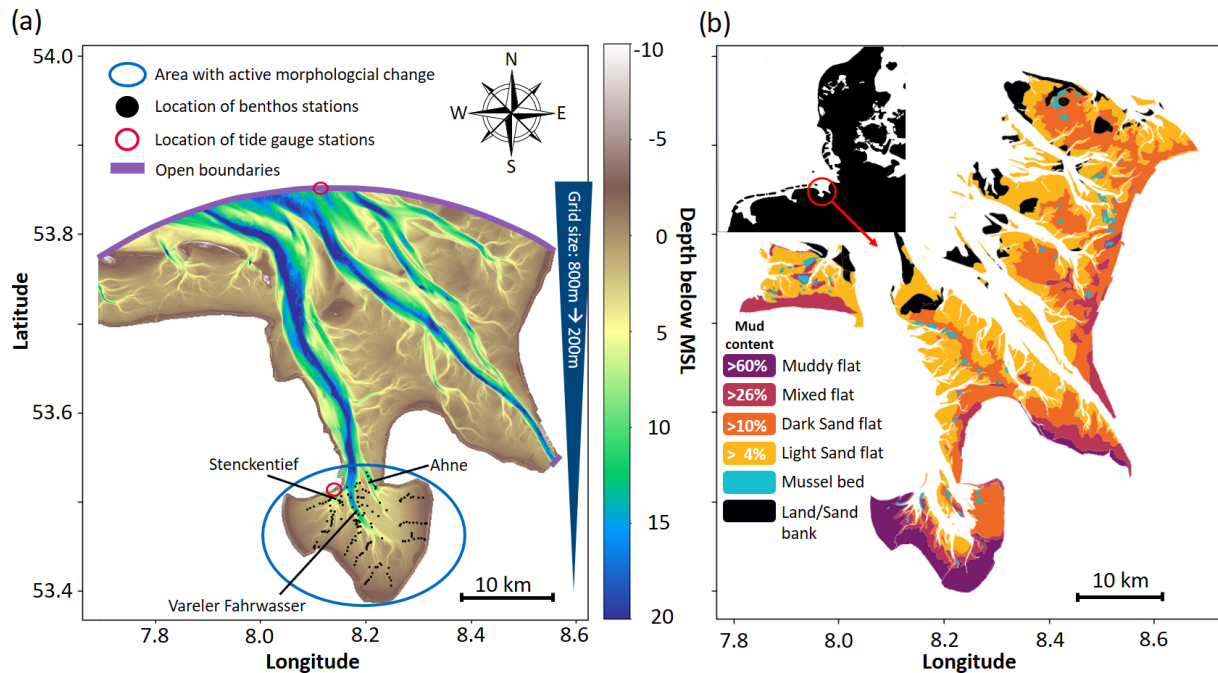 (a)
54.0
53.8
53.6
53.4
Latitude
Area with active morphologcial change
Location of benthos stations
Location of tide gauge stations
Open boundaries
N
W
E
S
Grid size: 800m → 200m
Stenckentief
Ahne
Vareler Fahrwasser
10 km
7.8
8.0
8.2
8.4
8.6
Longitude
-10
-5
0
5
10
15
20
Depth below MSL
(b)
Mud
content
>60% Muddy flat
>26% Mixed flat
>10% Dark Sand flat
> 4% Light Sand flat
Mussel bed
Land/Sand
bank
10 km
7.8
8.0
8.2
8.4
8.6
Longitude